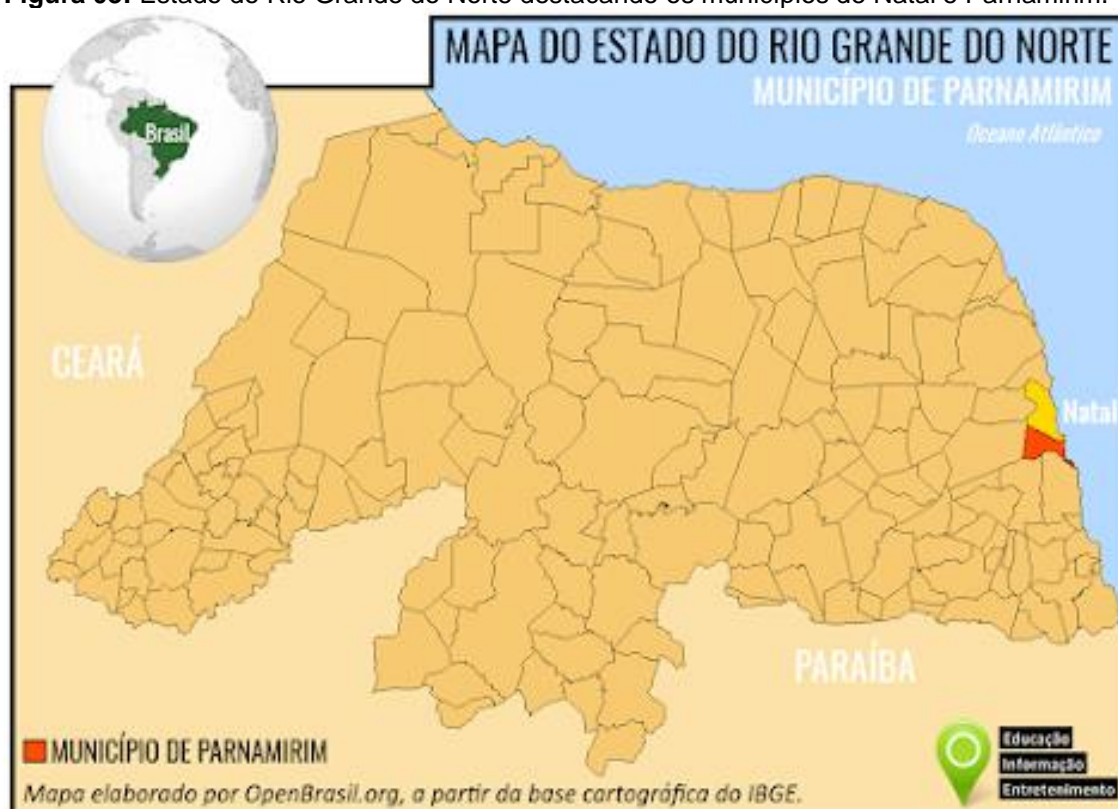 Figura 03: Estado do Rio Grande do Norte destacando os municípios de Natal e Parnamirim.
MAPA DO ESTADO DO RIO GRANDE DO NORTE
MUNICÍPIO DE PARNAMIRIM
Oceano Atlântico
Brasil
CEARÁ
Natal
PARAÍBA
MUNICÍPIO DE PARNAMIRIM
Mapa elaborado por OpenBrasil.org, a partir da base cartográfica do IBGE.
Educação
Informação
Entretenimento